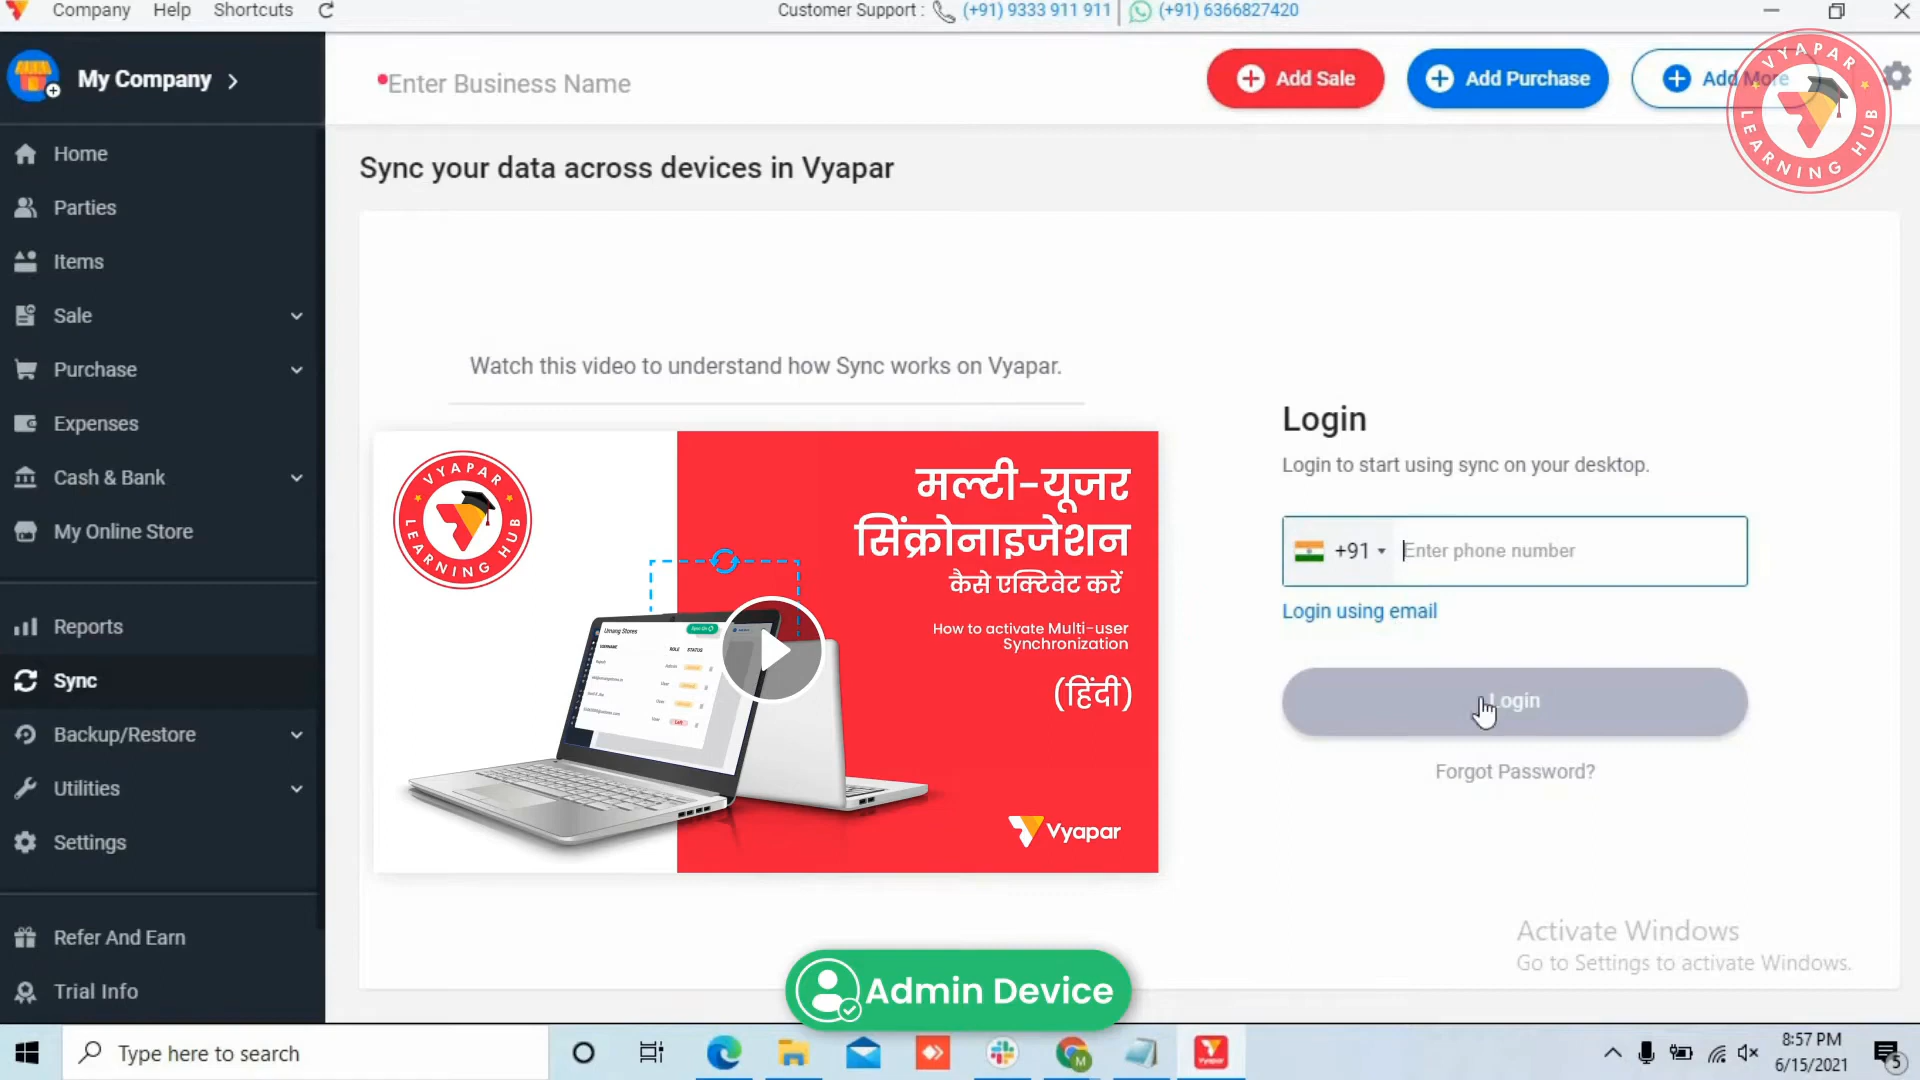 Company Help Shortcuts
Customer Support : (+91) 9333 911 911 | (+91) 6366827420
My Company
Enter Business Name
Add Sale
Add Purchase
Add More
VYAPAR
LEARNING HUB
Home
Parties
Items
Sale
Purchase
Expenses
Cash & Bank
My Online Store
Reports
Sync
Backup/Restore
Utilities
Settings
Refer And Earn
Trial Info
Sync your data across devices in Vyapar
Watch this video to understand how Sync works on Vyapar.
VYAPAR
LEARNING HUB
मल्टी-यूजर
सिंक्रोनाइजेशन
कैसे एक्टिवेट करें
How to activate Multi-user
Synchronization
(हिंदी)
Umang Stores
Vyapar
Login
Login to start using sync on your desktop.
+91 Enter phone number
Login using email
Login
Forgot Password?
Activate Windows
Go to Settings to activate Windows.
Admin Device
Type here to search
8:57 PM
6/15/2021
5